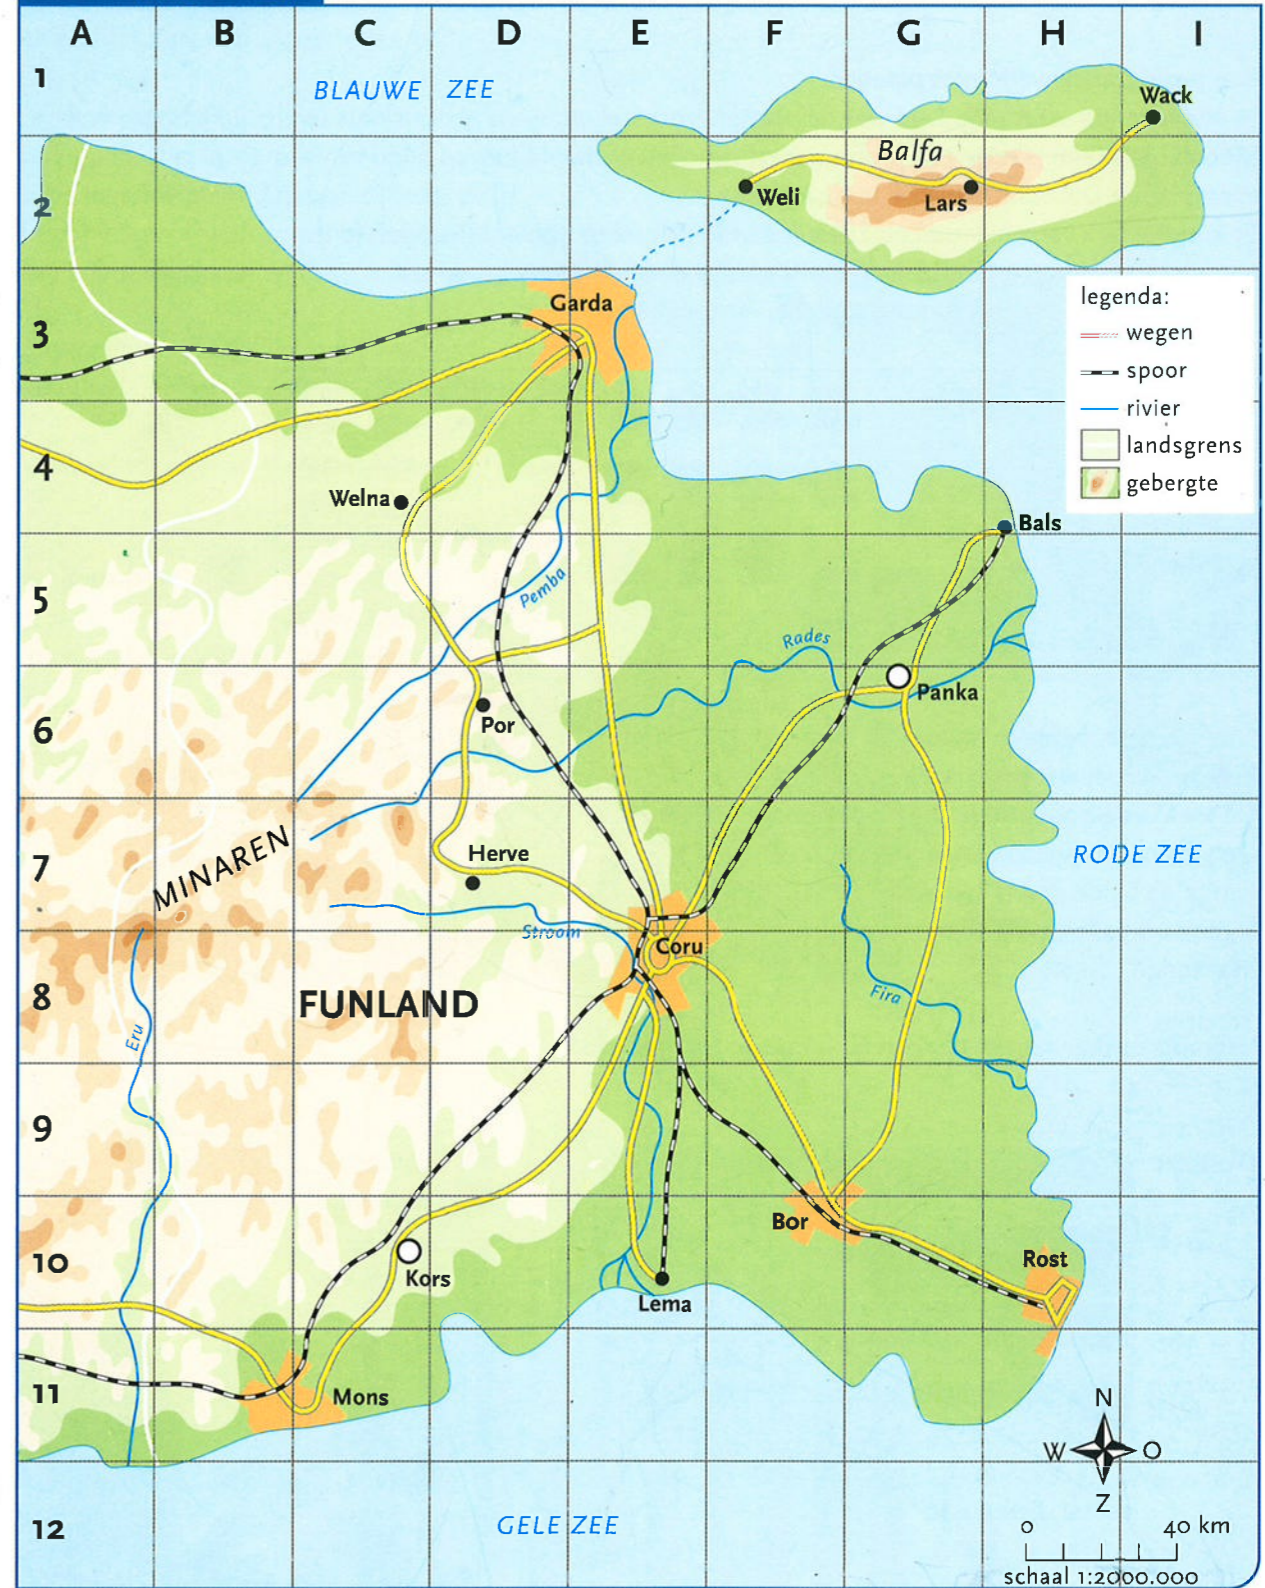 A B C D E F G H I
1
BLAUWE ZEE
Wack
Balfa
2
Weli
Lars
Garda
legenda:
3
wegen
spoor
rivier
landsgrens
gebergte
4
Welna
Bals
5
Pemba
Rades
Panka
6
Por
MINAREN
7
Herve
RODE ZEE
Stroom
Coru
8
FUNLAND
Fira
Eru
9
Bor
10
Rost
Kors
Lema
11
Mons
N
W O
Z
12
GELE ZEE
0 40 km
schaal 1:2000.000